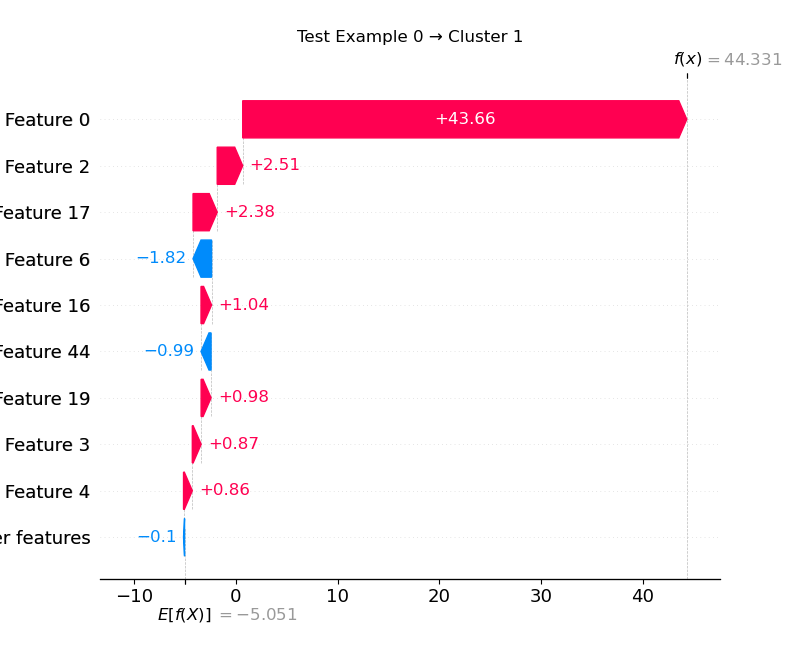 Test Example 0 → Cluster 1
f(x) = 44.331
Feature 0 +43.66
Feature 2 +2.51
Feature 17 +2.38
Feature 6 −1.82
Feature 16 +1.04
Feature 44 −0.99
Feature 19 +0.98
Feature 3 +0.87
Feature 4 +0.86
er features −0.1
−10 0 10 20 30 40
E[f(X)] = −5.051